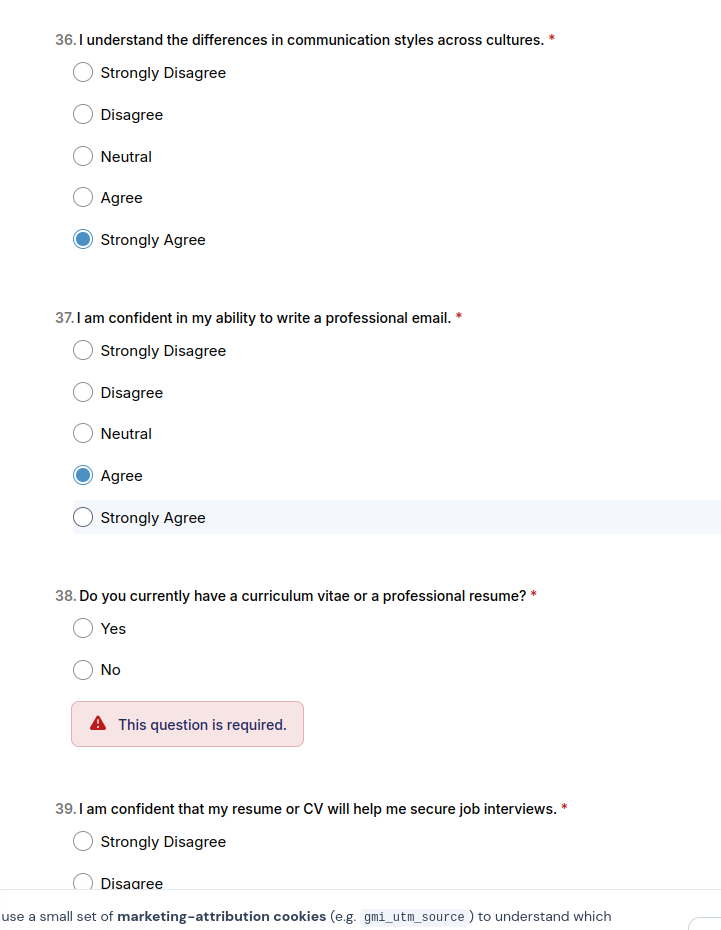 36. I understand the differences in communication styles across cultures. *
Strongly Disagree
Disagree
Neutral
Agree
Strongly Agree
37. I am confident in my ability to write a professional email. *
Strongly Disagree
Disagree
Neutral
Agree
Strongly Agree
38. Do you currently have a curriculum vitae or a professional resume? *
Yes
No
This question is required.
39. I am confident that my resume or CV will help me secure job interviews. *
Strongly Disagree
Disagree
use a small set of marketing-attribution cookies (e.g. gmi_utm_source ) to understand which